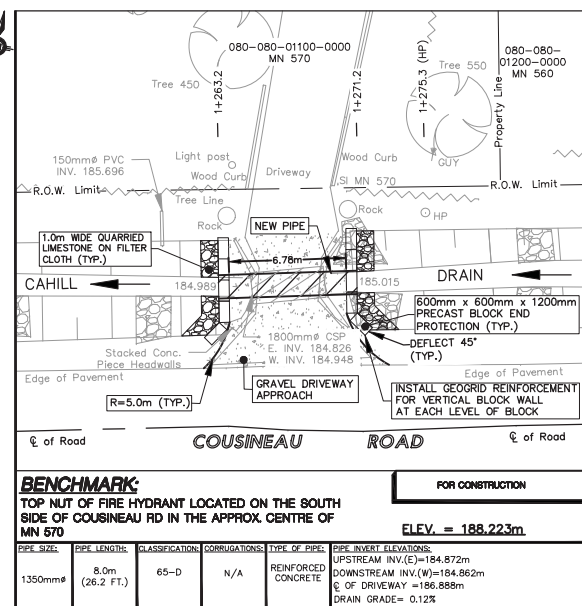 080-080-01100-0000
MN 570
080-080-
01200-0000
MN 560
Tree 450
Tree 550
1+263.2
1+271.2
1+275.3 (HP)
Property Line
150mmø PVC
INV. 185.696
Light post
Wood Curb
Driveway
Wood Curb
GUY
SI MN 570
R.O.W. Limit
R.O.W. Limit
Tree Line
Rock
Rock
HP
NEW PIPE
1.0m WIDE QUARRIED
LIMESTONE ON FILTER
CLOTH (TYP.)
6.78m
CAHILL
184.989
185.015
DRAIN
600mm x 600mm x 1200mm
PRECAST BLOCK END
PROTECTION (TYP.)
1800mmø CSP
E. INV. 184.826
W. INV. 184.948
DEFLECT 45°
(TYP.)
Stacked Conc.
Piece Headwalls
Edge of Pavement
Edge of Pavement
GRAVEL DRIVEWAY
APPROACH
R=5.0m (TYP.)
INSTALL GEOGRID REINFORCEMENT
FOR VERTICAL BLOCK WALL
AT EACH LEVEL OF BLOCK
℄ of Road
COUSINEAU ROAD
℄ of Road
BENCHMARK:
TOP NUT OF FIRE HYDRANT LOCATED ON THE SOUTH
SIDE OF COUSINEAU RD IN THE APPROX. CENTRE OF
MN 570
FOR CONSTRUCTION
ELEV. = 188.223m
PIPE SIZE:
1350mmø
PIPE LENGTH:
8.0m
(26.2 FT.)
CLASSIFICATION:
65-D
CORRUGATIONS:
N/A
TYPE OF PIPE:
REINFORCED
CONCRETE
PIPE INVERT ELEVATIONS:
UPSTREAM INV.(E)=184.872m
DOWNSTREAM INV.(W)=184.862m
℄ OF DRIVEWAY =186.888m
DRAIN GRADE= 0.12%